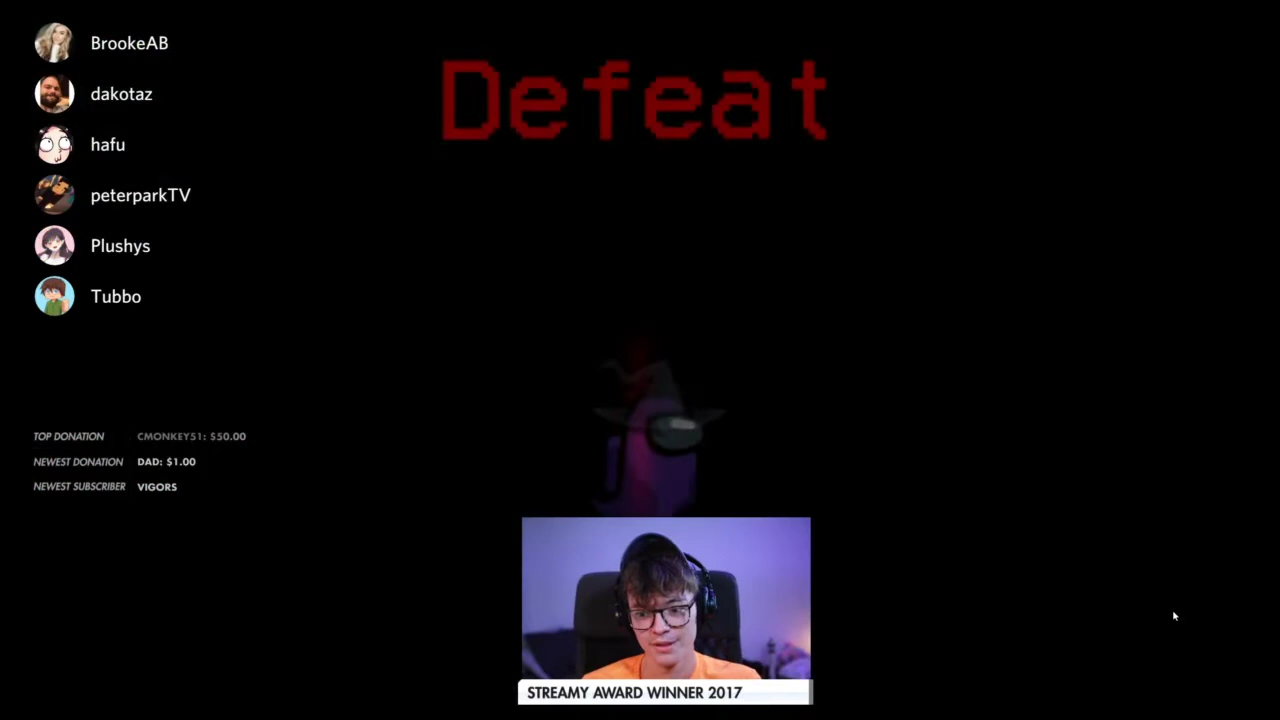 BrookeAB
Defeat
dakotaz
hafu
peterparkTV
Plushys
Tubbo
TOP DONATION CMONKEY51: $50.00
NEWEST DONATION DAD: $1.00
NEWEST SUBSCRIBER VIGORS
STREAMY AWARD WINNER 2017